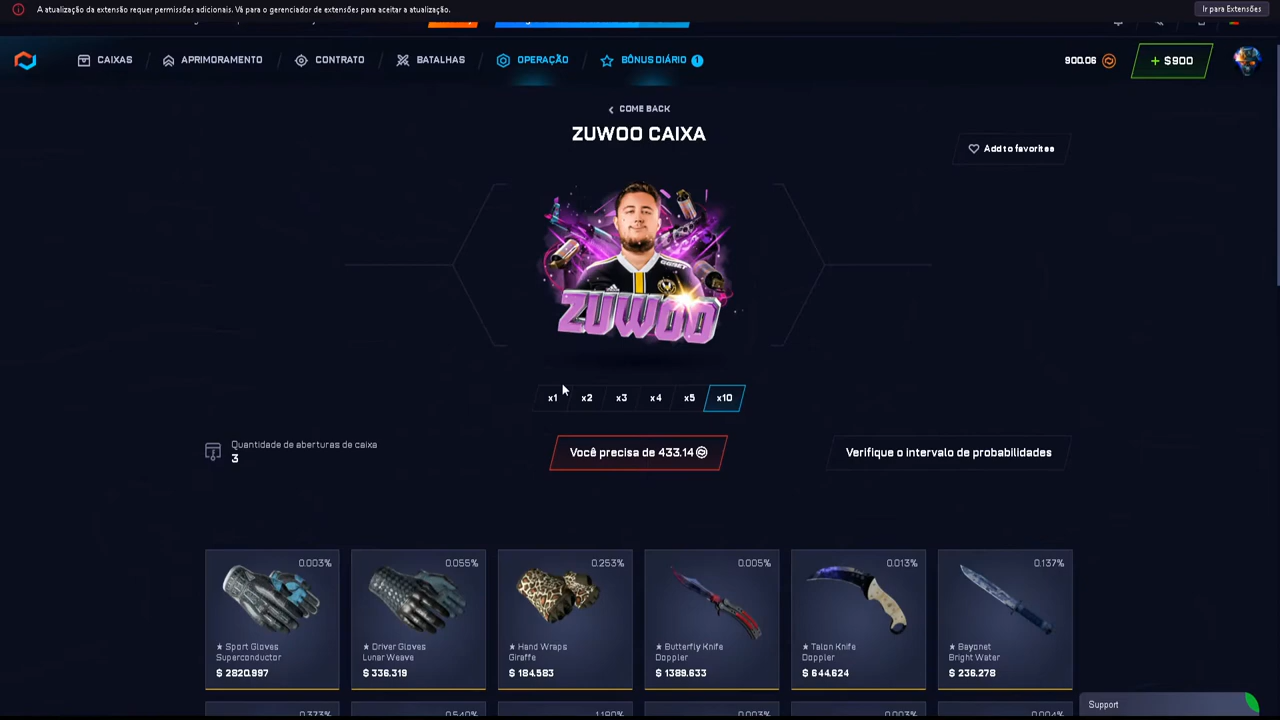 A atualização da extensão requer permissões adicionais. Vá para o gerenciador de extensões para aceitar a atualização.
Ir para Extensões
CAIXAS
APRIMORAMENTO
CONTRATO
BATALHAS
OPERAÇÃO
BÔNUS DIÁRIO 1
900.06
+ $900
COME BACK
ZUWOO CAIXA
Add to favorites
ZUWOO
x1
x2
x3
x4
x5
x10
Quantidade de aberturas de caixa
3
Você precisa de 433.14
Verifique o intervalo de probabilidades
0.003%
★ Sport Gloves
Superconductor
$ 2820.997
0.055%
★ Driver Gloves
Lunar Weave
$ 336.319
0.253%
★ Hand Wraps
Giraffe
$ 184.583
0.005%
★ Butterfly Knife
Doppler
$ 1389.633
0.013%
★ Talon Knife
Doppler
$ 644.624
0.137%
★ Bayonet
Bright Water
$ 236.278
Support